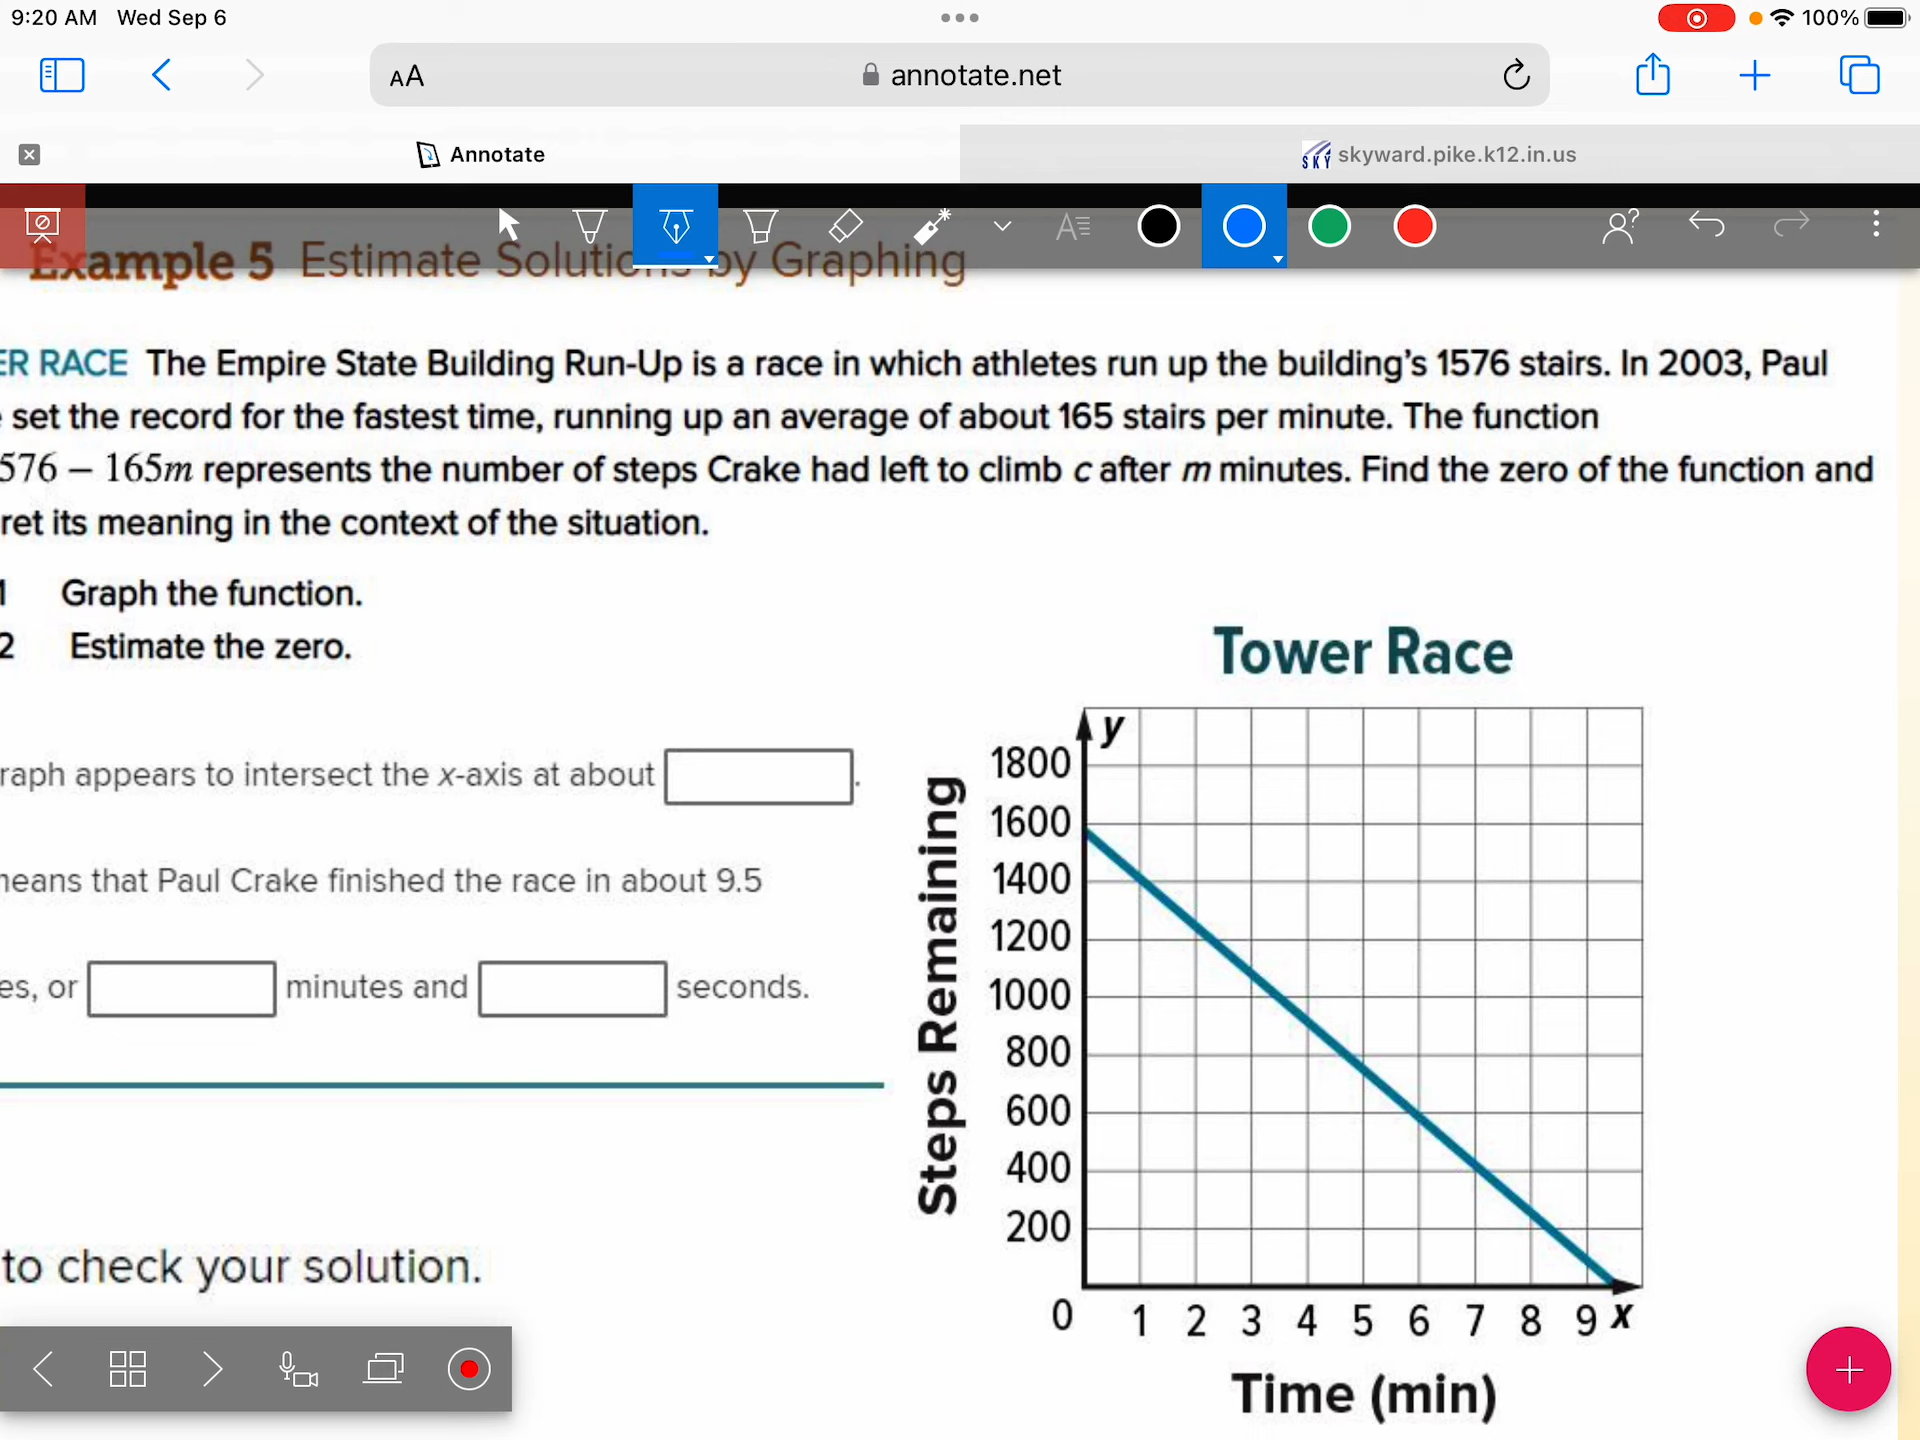 9:20 AM Wed Sep 6
100%
AA
annotate.net
Annotate
SKY skyward.pike.k12.in.us
Example 5 Estimate Solutions by Graphing
ER RACE The Empire State Building Run-Up is a race in which athletes run up the building's 1576 stairs. In 2003, Paul
set the record for the fastest time, running up an average of about 165 stairs per minute. The function
576 – 165m represents the number of steps Crake had left to climb c after m minutes. Find the zero of the function and
ret its meaning in the context of the situation.
1 Graph the function.
2 Estimate the zero.
raph appears to intersect the x-axis at about .
means that Paul Crake finished the race in about 9.5
es, or minutes and seconds.
to check your solution.
Tower Race
y
1800
1600
1400
1200
1000
800
600
400
200
Steps Remaining
0 1 2 3 4 5 6 7 8 9 x
Time (min)